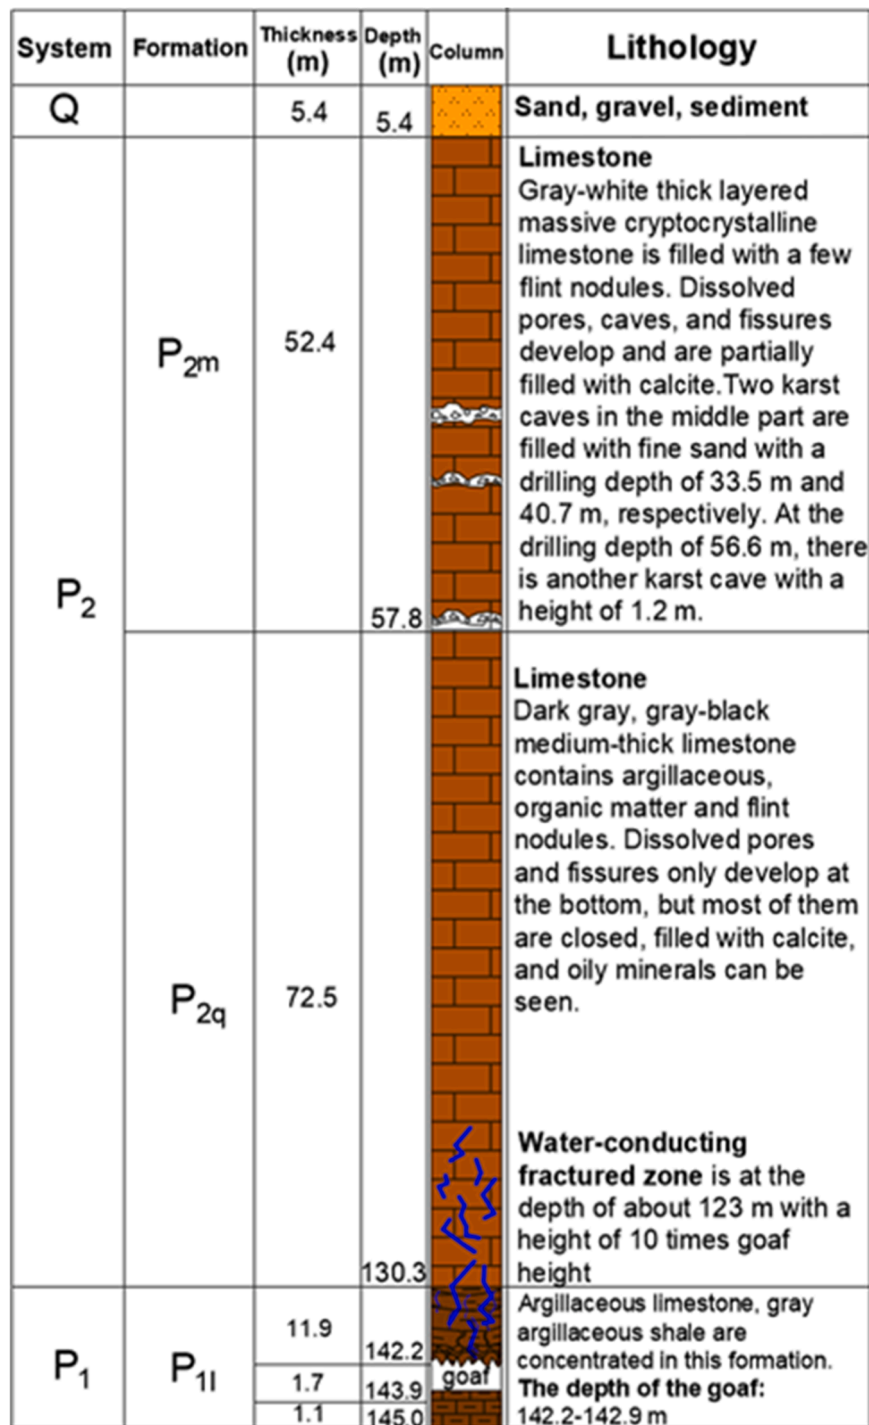 System Formation Thickness (m) Depth (m) Column Lithology
Q 5.4 5.4 Sand, gravel, sediment
P2 P2m 52.4 57.8
Limestone
Gray-white thick layered
massive cryptocrystalline
limestone is filled with a few
flint nodules. Dissolved
pores, caves, and fissures
develop and are partially
filled with calcite.Two karst
caves in the middle part are
filled with fine sand with a
drilling depth of 33.5 m and
40.7 m, respectively. At the
drilling depth of 56.6 m, there
is another karst cave with a
height of 1.2 m.
P2q 72.5 130.3
Limestone
Dark gray, gray-black
medium-thick limestone
contains argillaceous,
organic matter and flint
nodules. Dissolved pores
and fissures only develop at
the bottom, but most of them
are closed, filled with calcite,
and oily minerals can be
seen.
Water-conducting
fractured zone is at the
depth of about 123 m with a
height of 10 times goaf
height
P1 P1l
11.9 142.2
1.7 143.9 goaf
1.1 145.0
Argillaceous limestone, gray
argillaceous shale are
concentrated in this formation.
The depth of the goaf:
142.2-142.9 m